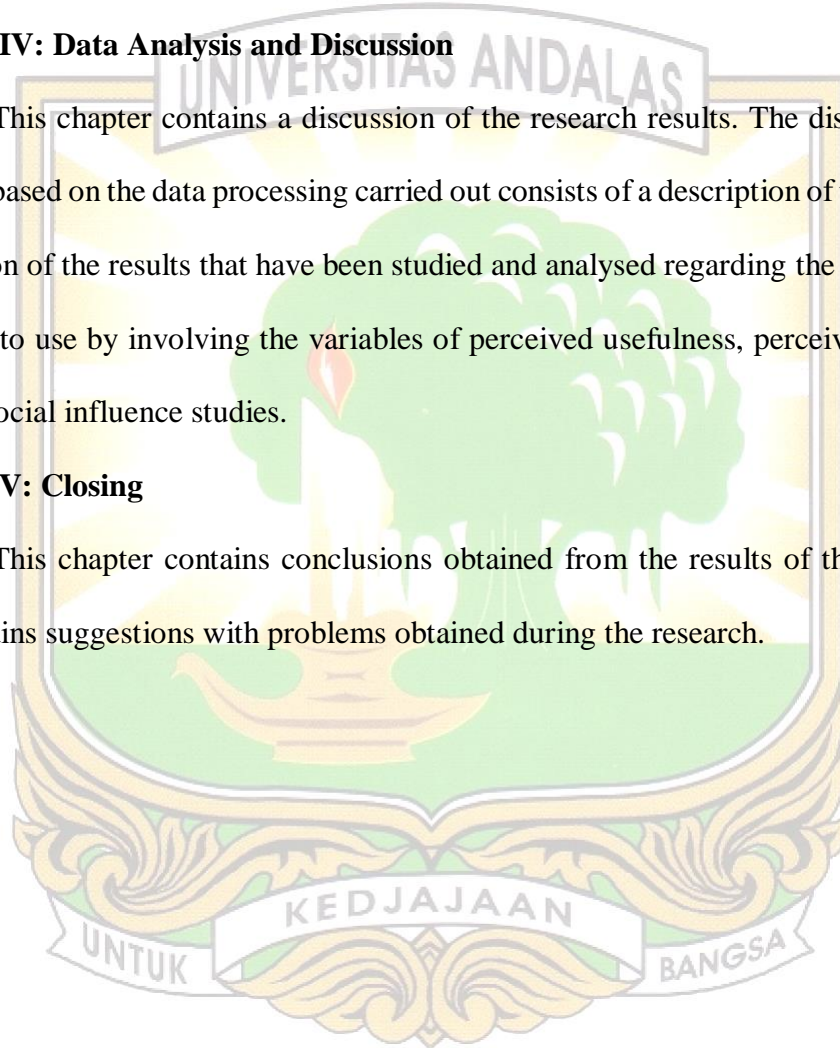 IV: Data Analysis and Discussion
UNIVERSITAS ANDALAS
This chapter contains a discussion of the research results. The dis
based on the data processing carried out consists of a description of
on of the results that have been studied and analysed regarding the
to use by involving the variables of perceived usefulness, perceiv
ocial influence studies.
V: Closing
This chapter contains conclusions obtained from the results of th
ins suggestions with problems obtained during the research.
UNTUK KEDJAJAAN BANGSA